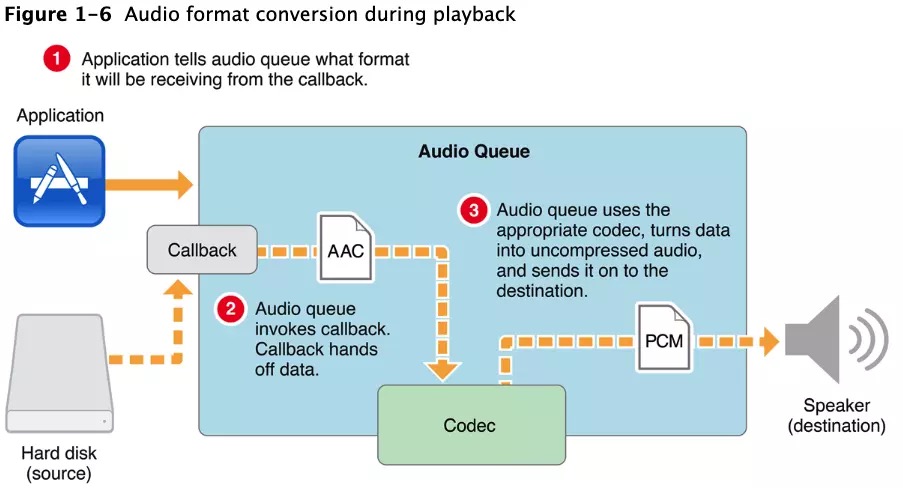 Figure 1-6 Audio format conversion during playback
1 Application tells audio queue what format
it will be receiving from the callback.
Application
Audio Queue
Callback
AAC
3 Audio queue uses the
appropriate codec, turns data
into uncompressed audio,
and sends it on to the
destination.
2 Audio queue
invokes callback.
Callback hands
off data.
PCM
Codec
Hard disk
(source)
Speaker
(destination)